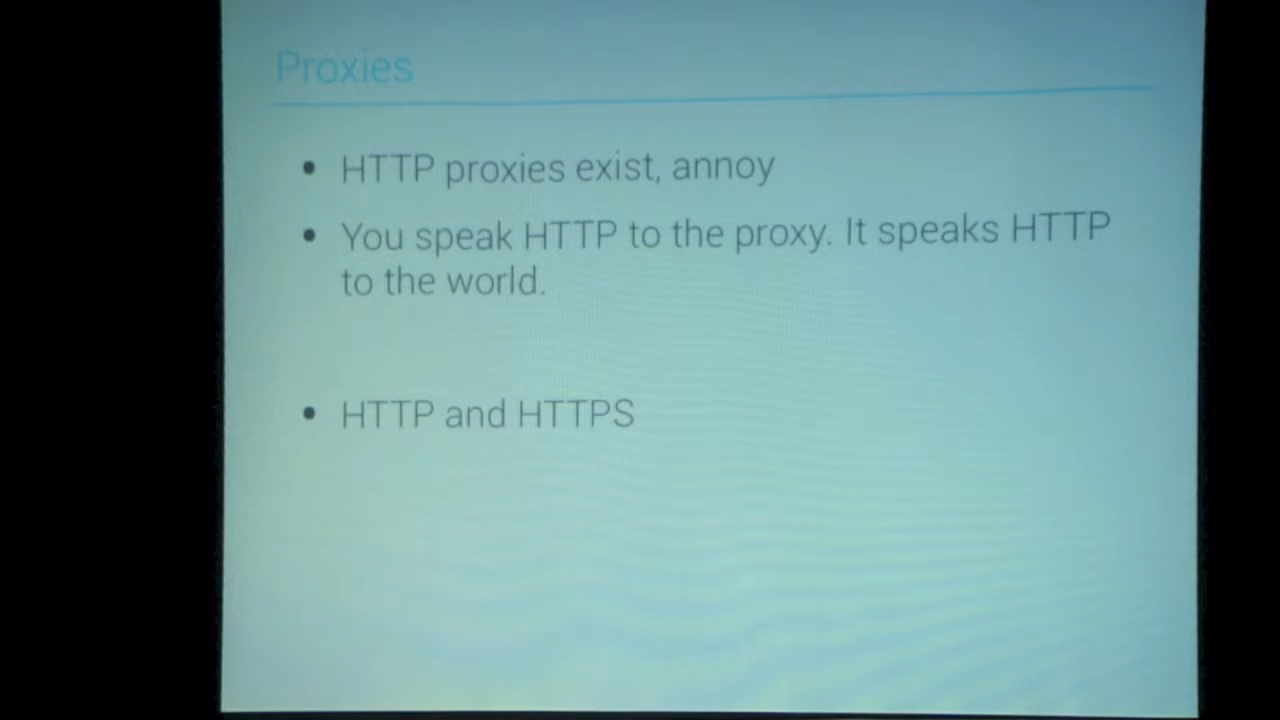 Proxies
• HTTP proxies exist, annoy
• You speak HTTP to the proxy. It speaks HTTP
to the world.
• HTTP and HTTPS